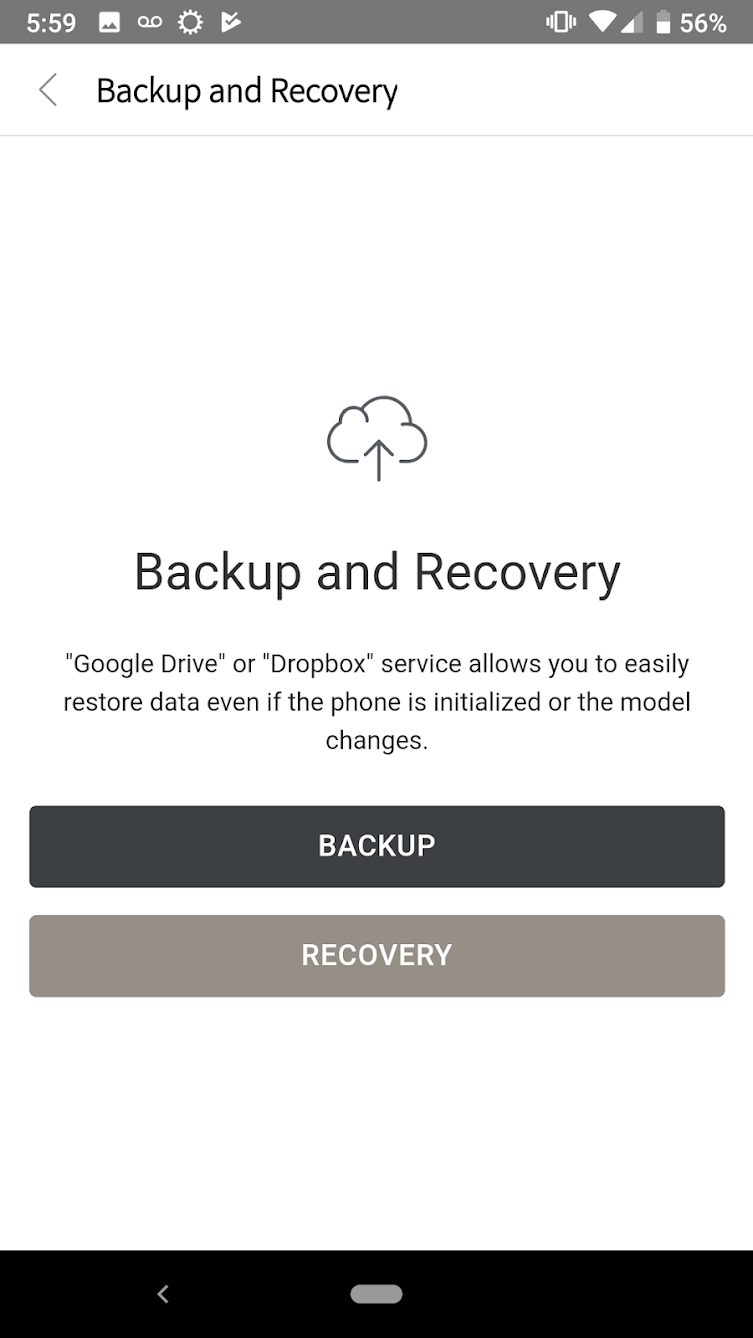 5:59 56%
Backup and Recovery
Backup and Recovery
"Google Drive" or "Dropbox" service allows you to easily
restore data even if the phone is initialized or the model
changes.
BACKUP
RECOVERY